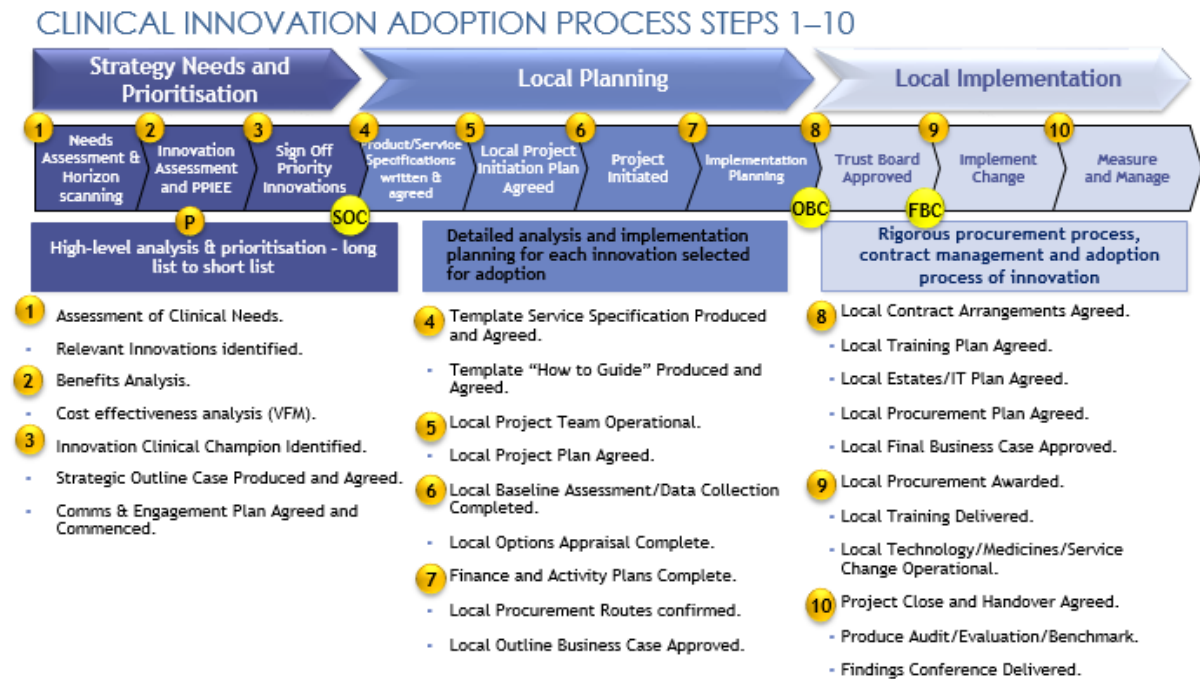 CLINICAL INNOVATION ADOPTION PROCESS STEPS 1–10
Strategy Needs and
Prioritisation
Local Planning
Local Implementation
1
Needs
Assessment &
Horizon
scanning
2
Innovation
Assessment
and PPIEE
3
Sign Off
Priority
Innovations
4
Product/Service
Specifications
written &
agreed
5
Local Project
Initiation Plan
Agreed
6
Project
Initiated
7
Implementation
Planning
8
Trust Board
Approved
9
Implement
Change
10
Measure
and Manage
P
SOC
OBC
FBC
High-level analysis & prioritisation - long
list to short list
Detailed analysis and implementation
planning for each innovation selected
for adoption
Rigorous procurement process,
contract management and adoption
process of innovation
1 Assessment of Clinical Needs.
- Relevant Innovations identified.
2 Benefits Analysis.
- Cost effectiveness analysis (VFM).
3 Innovation Clinical Champion Identified.
- Strategic Outline Case Produced and Agreed.
- Comms & Engagement Plan Agreed and
Commenced.
4 Template Service Specification Produced
and Agreed.
- Template “How to Guide” Produced and
Agreed.
5 Local Project Team Operational.
- Local Project Plan Agreed.
6 Local Baseline Assessment/Data Collection
Completed.
- Local Options Appraisal Complete.
7 Finance and Activity Plans Complete.
- Local Procurement Routes confirmed.
- Local Outline Business Case Approved.
8 Local Contract Arrangements Agreed.
- Local Training Plan Agreed.
- Local Estates/IT Plan Agreed.
- Local Procurement Plan Agreed.
- Local Final Business Case Approved.
9 Local Procurement Awarded.
- Local Training Delivered.
- Local Technology/Medicines/Service
Change Operational.
10 Project Close and Handover Agreed.
- Produce Audit/Evaluation/Benchmark.
- Findings Conference Delivered.